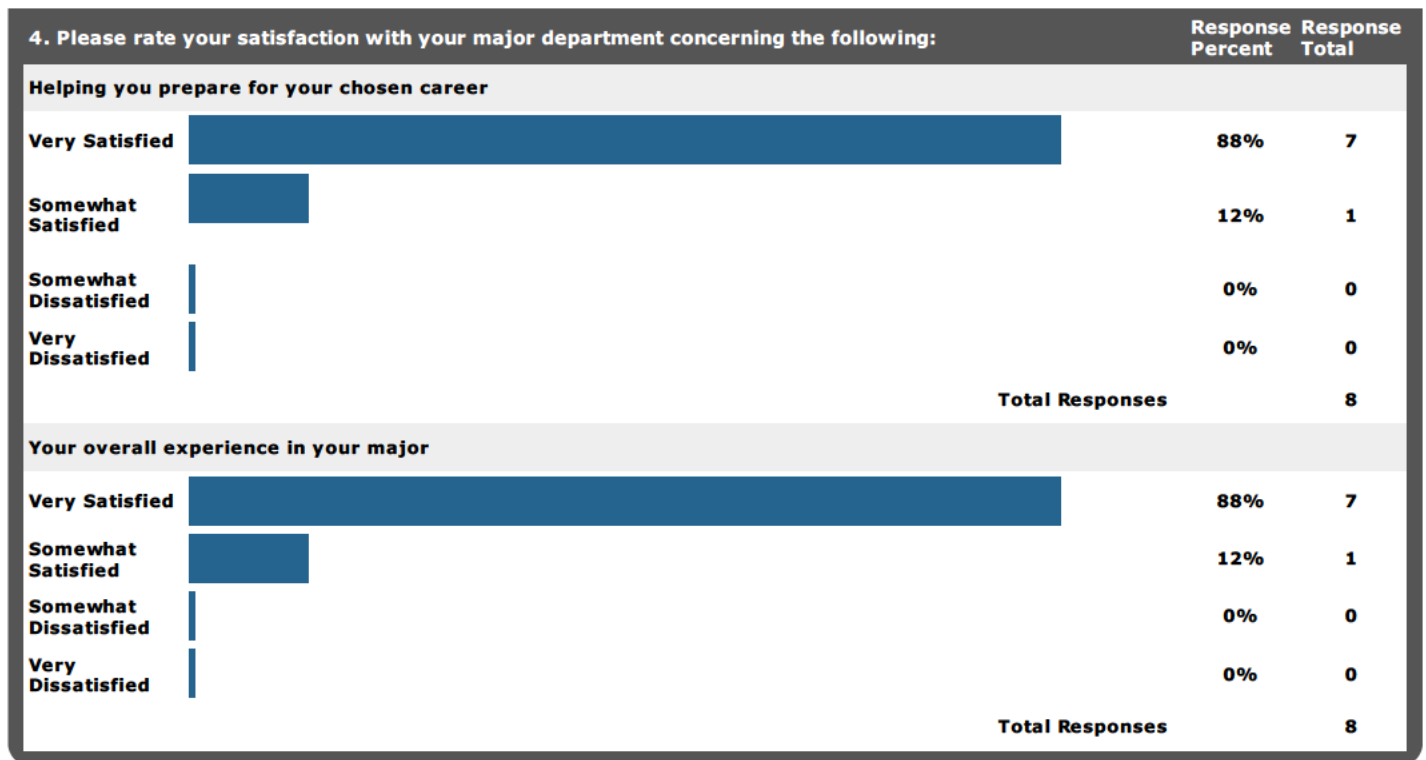 4. Please rate your satisfaction with your major department concerning the following:
Response Response
Percent Total
Helping you prepare for your chosen career
Very Satisfied 88% 7
Somewhat
Satisfied 12% 1
Somewhat
Dissatisfied 0% 0
Very
Dissatisfied 0% 0
Total Responses 8
Your overall experience in your major
Very Satisfied 88% 7
Somewhat
Satisfied 12% 1
Somewhat
Dissatisfied 0% 0
Very
Dissatisfied 0% 0
Total Responses 8